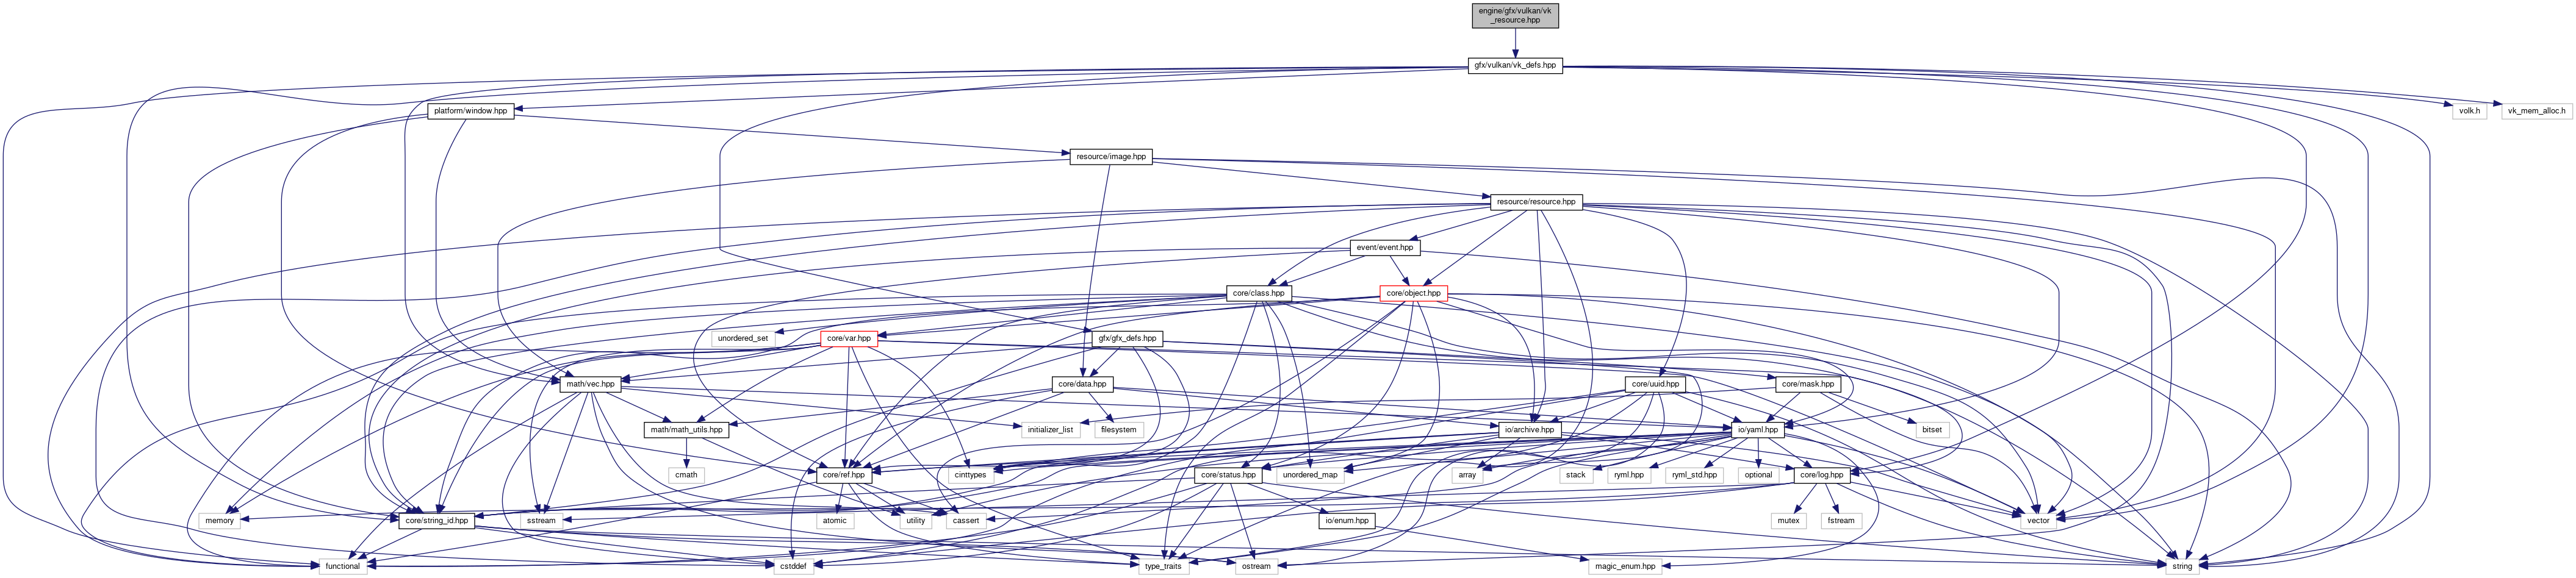 engine/gfx/vulkan/vk
_resource.hpp
gfx/vulkan/vk_defs.hpp
platform/window.hpp
volk.h
vk_mem_alloc.h
resource/image.hpp
resource/resource.hpp
event/event.hpp
core/class.hpp
core/object.hpp
unordered_set
core/var.hpp
gfx/gfx_defs.hpp
math/vec.hpp
core/data.hpp
core/uuid.hpp
core/mask.hpp
math/math_utils.hpp
initializer_list
filesystem
io/archive.hpp
io/yaml.hpp
bitset
cmath
core/ref.hpp
cinttypes
core/status.hpp
unordered_map
array
stack
ryml.hpp
ryml_std.hpp
optional
core/log.hpp
memory
core/string_id.hpp
sstream
atomic
utility
cassert
io/enum.hpp
mutex
fstream
vector
functional
cstddef
type_traits
ostream
magic_enum.hpp
string